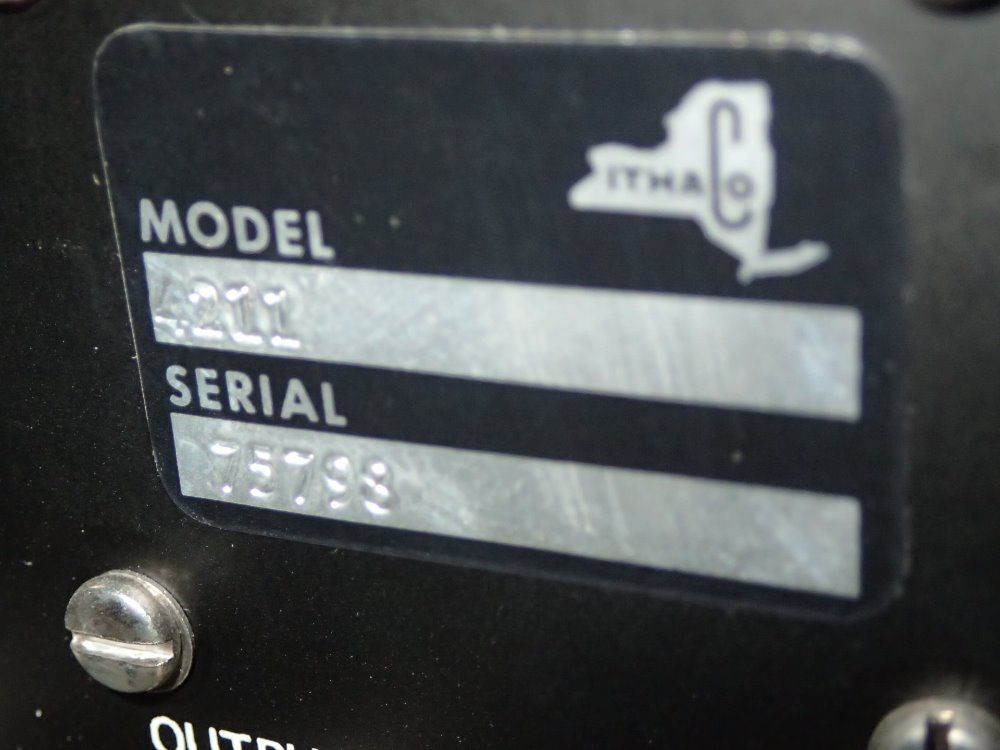 ITHACO
MODEL
4211
SERIAL
75798